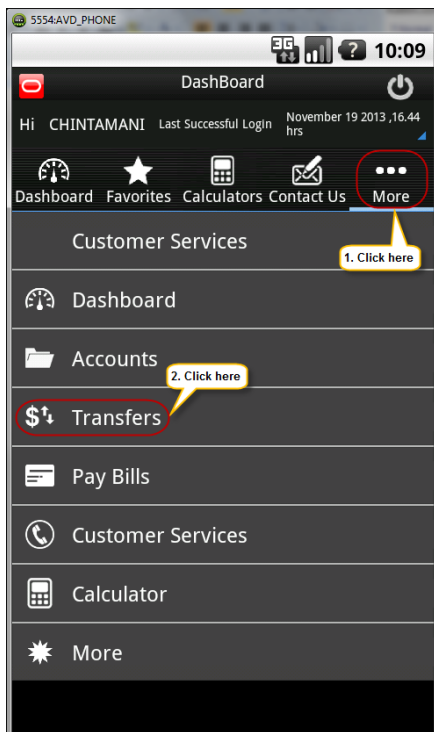 5554:AVD_PHONE
3G 10:09
DashBoard
Hi CHINTAMANI Last Successful Login November 19 2013 ,16.44
hrs
Dashboard Favorites Calculators Contact Us More
Customer Services
1. Click here
Dashboard
Accounts
2. Click here
$ Transfers
Pay Bills
Customer Services
Calculator
More